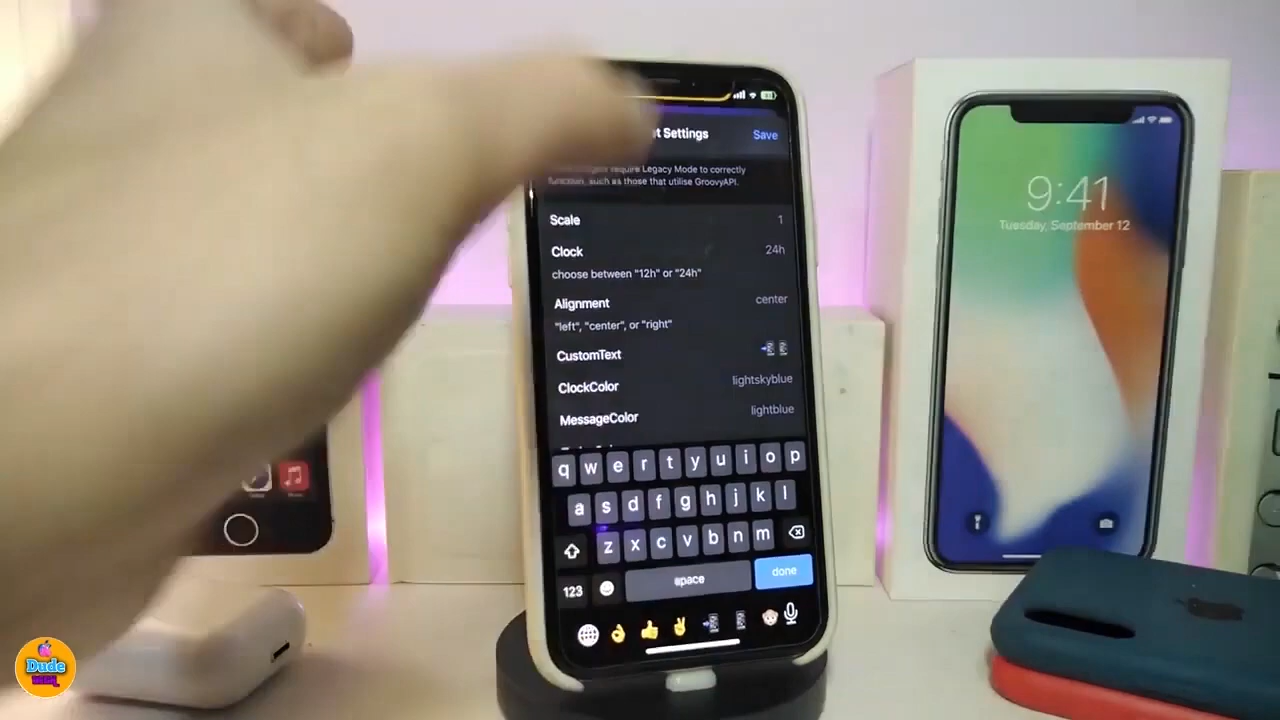 Settings
Save
require Legacy Mode to correctly
function, such as those that utilise GroovyAPI.
Scale
1
Clock
24h
choose between "12h" or "24h"
Alignment
center
"left", "center", or "right"
CustomText
ClockColor
lightskyblue
MessageColor
lightblue
q w e r t y u i o p
a s d f g h j k l
z x c v b n m
123
space
done
9:41
Tuesday, September 12
Dude